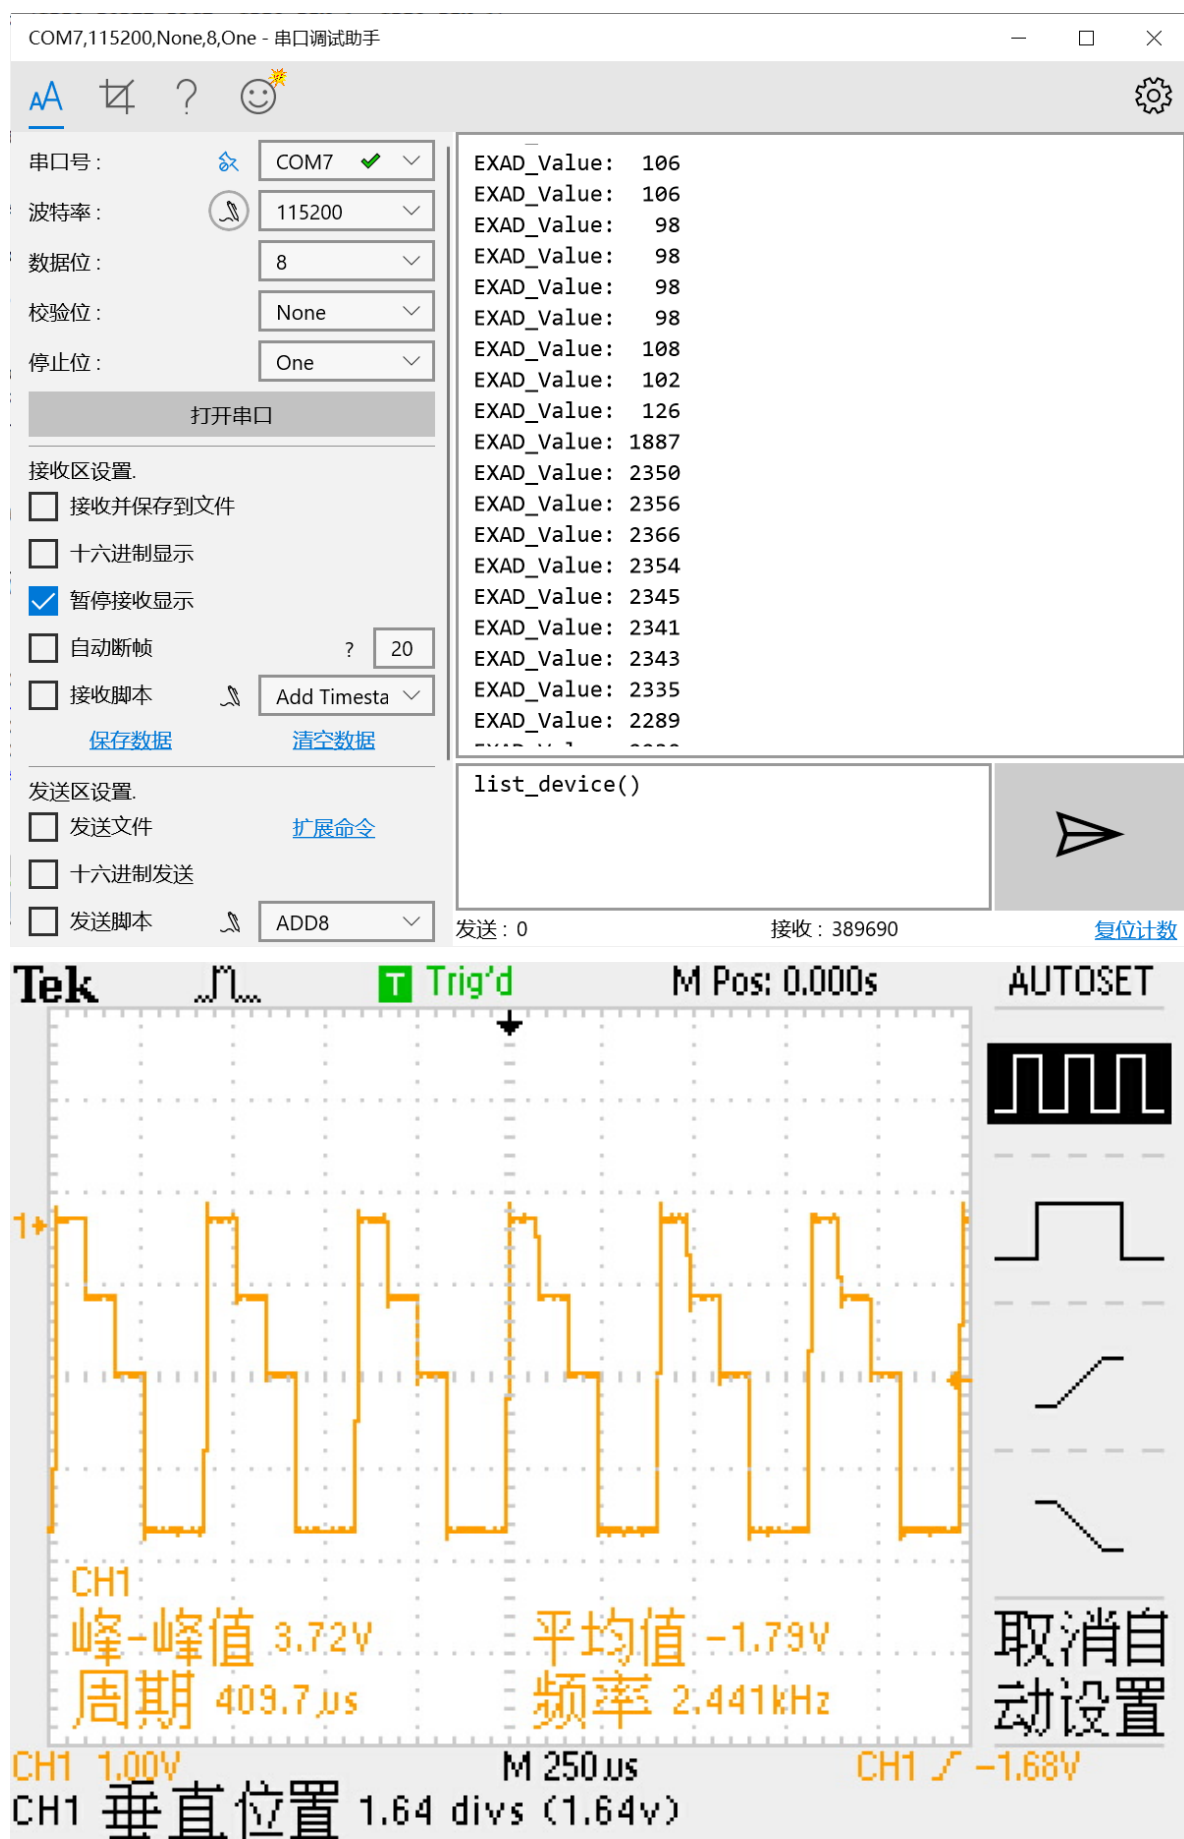 COM7,115200,None,8,One - 串口调试助手
串口号 :
COM7
波特率 :
115200
数据位 :
8
校验位 :
None
停止位 :
One
打开串口
接收区设置.
接收并保存到文件
十六进制显示
暂停接收显示
自动断帧
?
20
接收脚本
Add Timesta
保存数据
清空数据
发送区设置.
发送文件
扩展命令
十六进制发送
发送脚本
ADD8
EXAD_Value:  106
EXAD_Value:  106
EXAD_Value:   98
EXAD_Value:   98
EXAD_Value:   98
EXAD_Value:   98
EXAD_Value:  108
EXAD_Value:  102
EXAD_Value:  126
EXAD_Value: 1887
EXAD_Value: 2350
EXAD_Value: 2356
EXAD_Value: 2366
EXAD_Value: 2354
EXAD_Value: 2345
EXAD_Value: 2341
EXAD_Value: 2343
EXAD_Value: 2335
EXAD_Value: 2289
list_device()
发送 : 0
接收 : 389690
复位计数
Tek
T Trig'd
M Pos: 0.000s
AUTOSET
1
CH1
峰-峰值 3.72V
平均值 -1.79V
周期 409.7µs
频率 2.441kHz
取消自
动设置
CH1 1.00V
M 250µs
CH1 -1.68V
CH1 垂直位置 1.64 divs (1.64v)